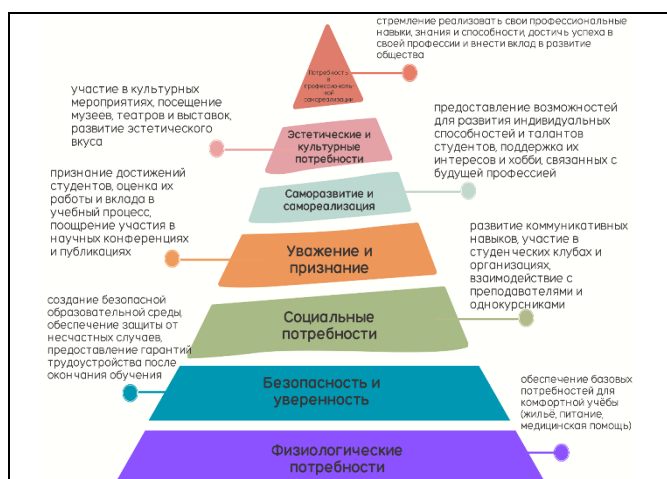 стремление реализовать свои профессиональные
навыки, знания и способности, достичь успеха в
своей профессии и внести вклад в развитие
общества
Потребность
в
профессиональ
ной
самореализации
участие в культурных
мероприятиях, посещение
музеев, театров и выставок,
развитие эстетического
вкуса
Эстетические и
культурные
потребности
предоставление возможностей
для развития индивидуальных
способностей и талантов
студентов, поддержка их
интересов и хобби, связанных с
будущей профессией
Саморазвитие и
самореализация
признание достижений
студентов, оценка их
работы и вклада в
учебный процесс,
поощрение участия в
научных конференциях
и публикациях
Уважение и
признание
развитие коммуникативных
навыков, участие в
студенческих клубах и
организациях,
взаимодействие с
преподавателями и
однокурсниками
Социальные
потребности
создание безопасной
образовательной среды,
обеспечение защиты от
несчастных случаев,
предоставление гарантий
трудоустройства после
окончания обучения
Безопасность и
уверенность
обеспечение базовых
потребностей для
комфортной учёбы
(жильё, питание,
медицинская помощь)
Физиологические
потребности